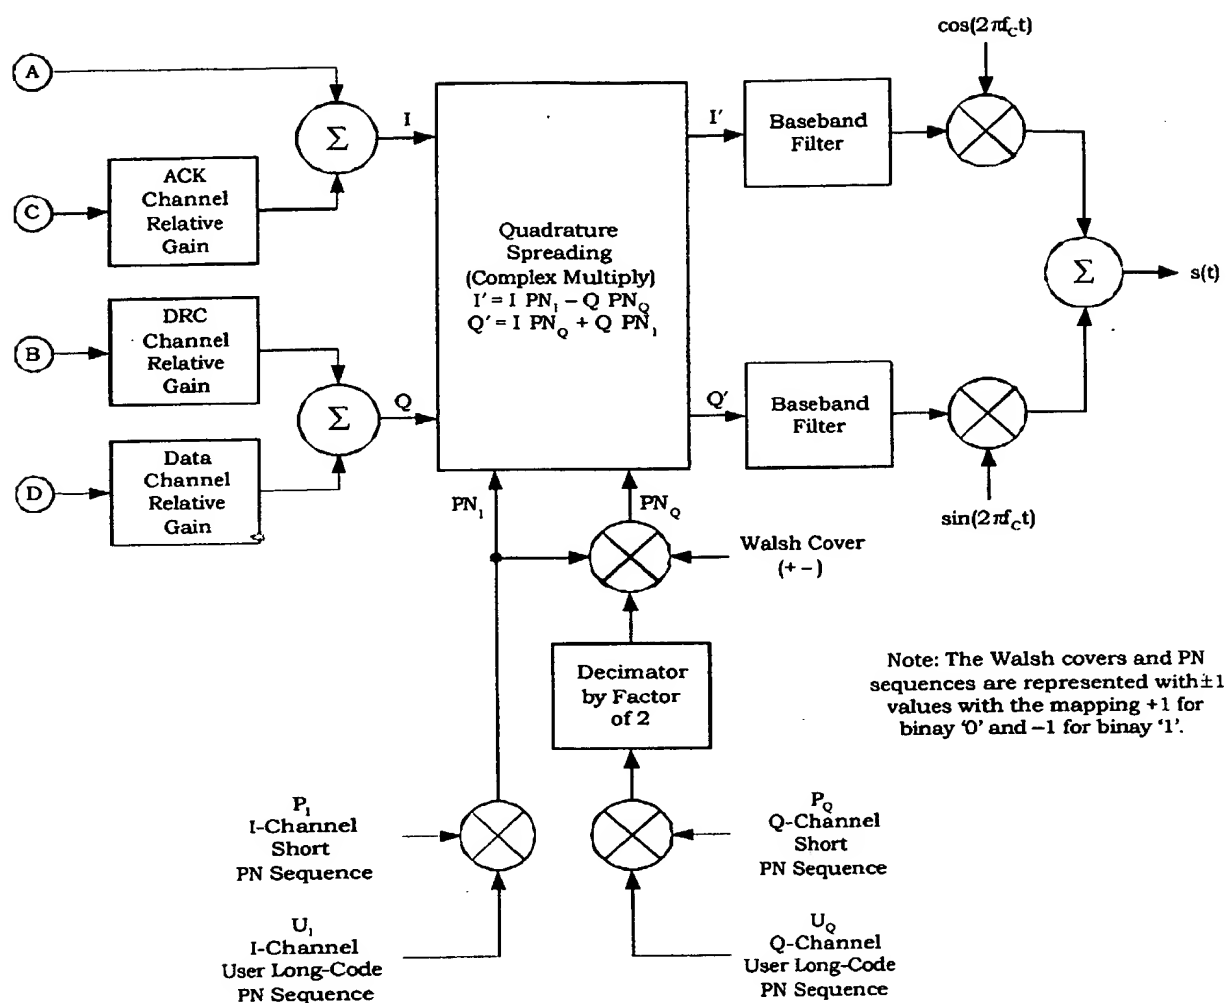 cos(2πf_C t)
A
Σ
I
I′
Baseband
Filter
ACK
Channel
Relative
Gain
C
Quadrature
Spreading
(Complex Multiply)
I′ = I PN_I − Q PN_Q
Q′ = I PN_Q + Q PN_I
Σ
s(t)
DRC
Channel
Relative
Gain
B
Σ
Q
Q′
Baseband
Filter
Data
Channel
Relative
Gain
D
PN_I
PN_Q
sin(2πf_C t)
Walsh Cover
(+ −)
Decimator
by Factor
of 2
Note: The Walsh covers and PN
sequences are represented with±1
values with the mapping +1 for
binay ‘0’ and −1 for binay ‘1’.
P_I
I-Channel
Short
PN Sequence
P_Q
Q-Channel
Short
PN Sequence
U_I
I-Channel
User Long-Code
PN Sequence
U_Q
Q-Channel
User Long-Code
PN Sequence